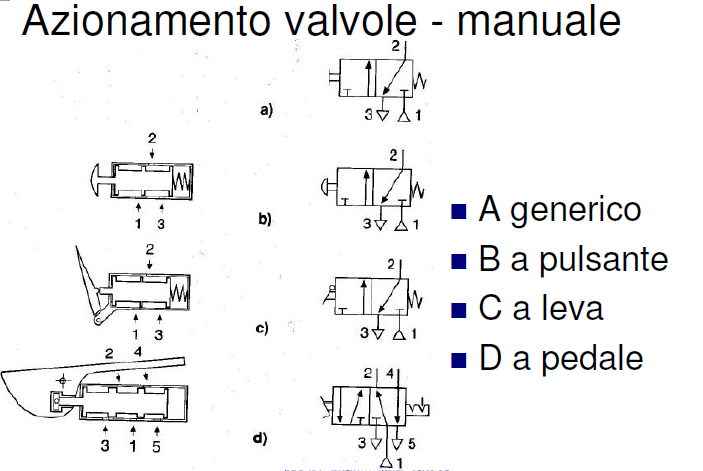 Azionamento valvole - manuale
2
3 1
a)
2
1 3
2
3 1
b)
2
1 3
2
3 1
c)
2 4
3 1 5
2 4
3 5
1
d)
A generico
B a pulsante
C a leva
D a pedale